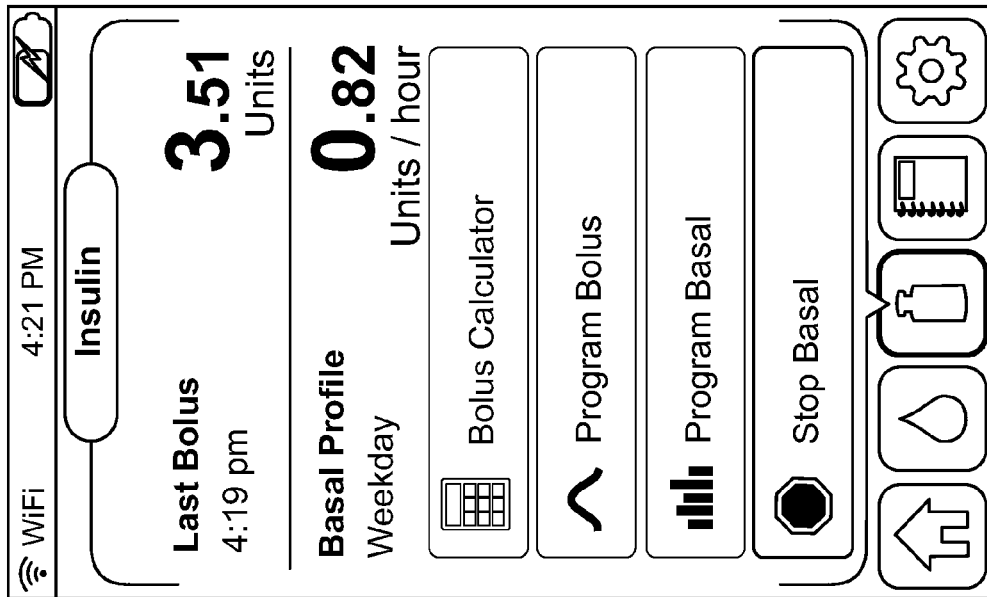 WiFi 4:21 PM
Insulin
Last Bolus 3.51
4:19 pm Units
Basal Profile 0.82
Weekday Units / hour
Bolus Calculator
Program Bolus
Program Basal
Stop Basal